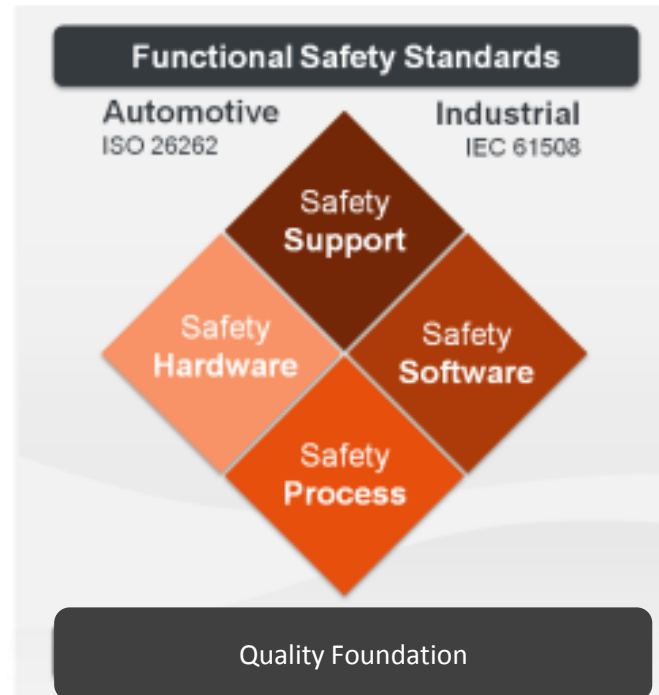 Functional Safety Standards
Automotive
ISO 26262
Industrial
IEC 61508
Safety
Support
Safety
Hardware
Safety
Software
Safety
Process
Quality Foundation